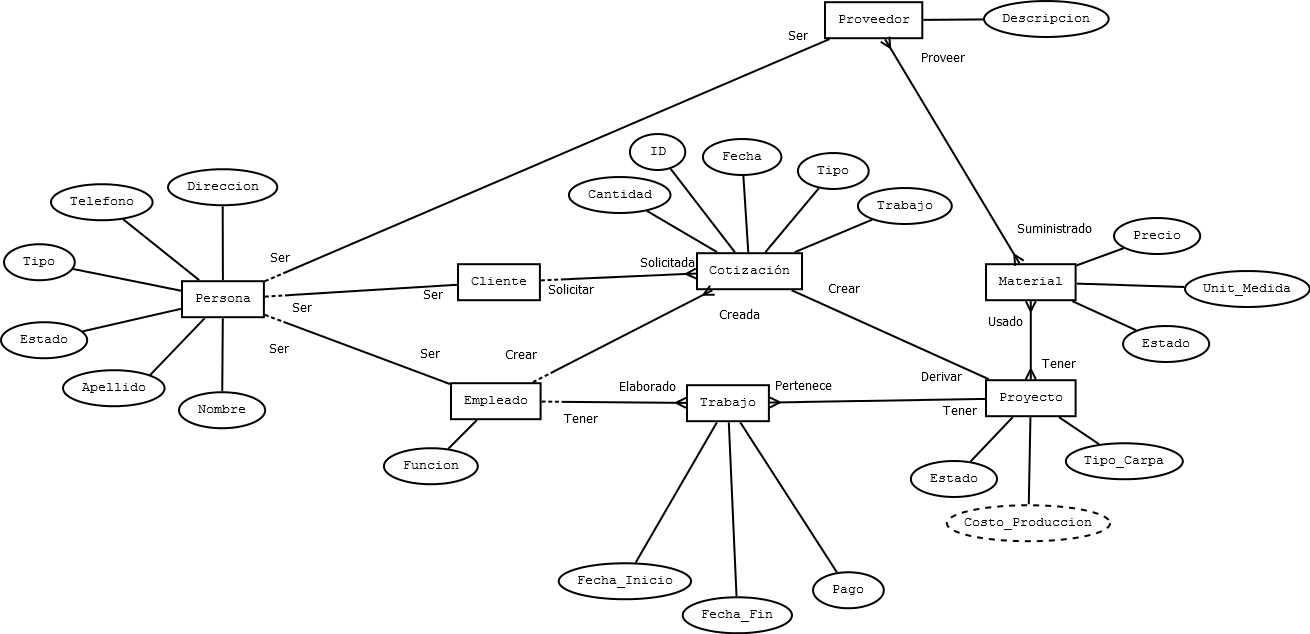 Proveedor
Descripcion
Ser
Proveer
ID
Fecha
Tipo
Cantidad
Trabajo
Direccion
Telefono
Tipo
Persona
Estado
Apellido
Nombre
Ser
Ser
Ser
Ser
Ser
Cliente
Solicitar
Solicitada
Cotización
Creada
Crear
Crear
Derivar
Suministrado
Precio
Material
Unit_Medida
Estado
Usado
Tener
Empleado
Funcion
Tener
Elaborado
Trabajo
Pertenece
Tener
Proyecto
Estado
Tipo_Carpa
Costo_Produccion
Fecha_Inicio
Fecha_Fin
Pago